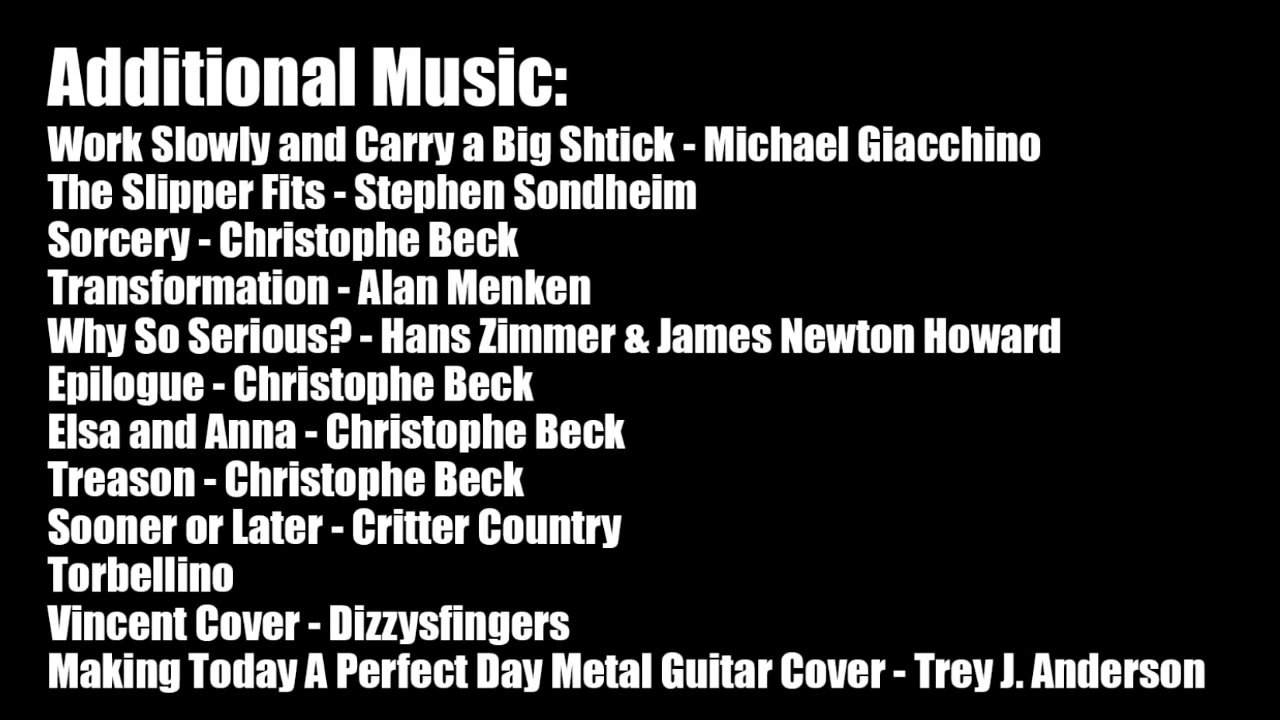 Additional Music:
Work Slowly and Carry a Big Shtick - Michael Giacchino
The Slipper Fits - Stephen Sondheim
Sorcery - Christophe Beck
Transformation - Alan Menken
Why So Serious? - Hans Zimmer & James Newton Howard
Epilogue - Christophe Beck
Elsa and Anna - Christophe Beck
Treason - Christophe Beck
Sooner or Later - Critter Country
Torbellino
Vincent Cover - Dizzysfingers
Making Today A Perfect Day Metal Guitar Cover - Trey J. Anderson